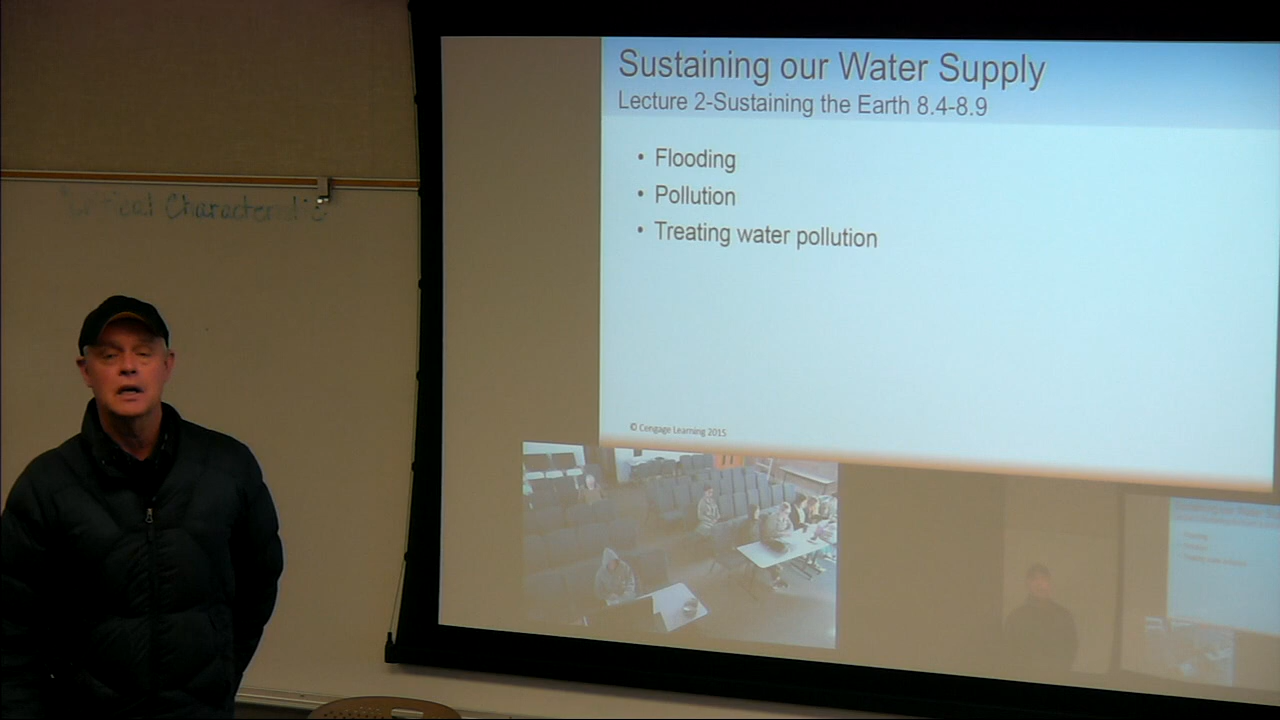 Sustaining our Water Supply
Lecture 2-Sustaining the Earth 8.4-8.9
• Flooding
• Pollution
• Treating water pollution
© Cengage Learning 2015
Critical Characteristic